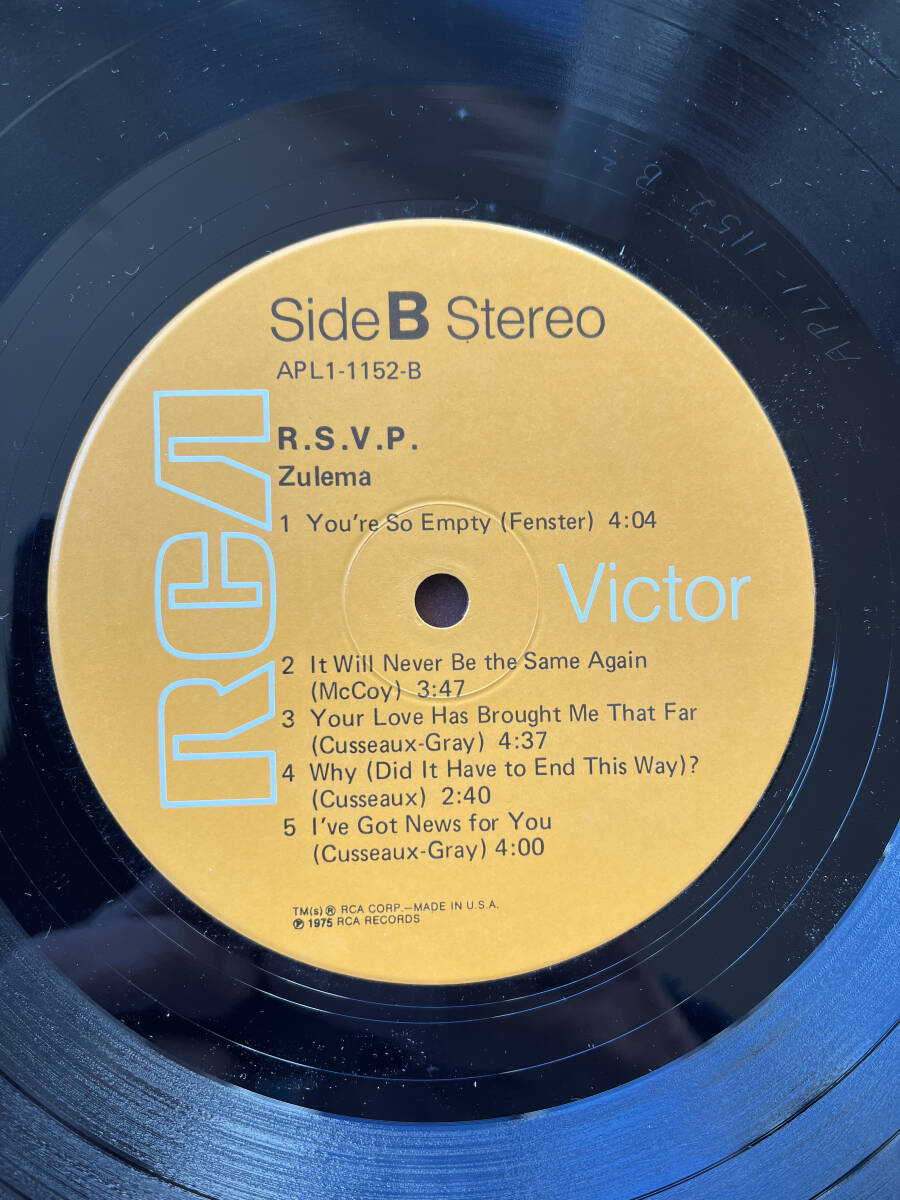 APL1-1152 B 2
Side B Stereo
APL1-1152-B
R.S.V.P.
Zulema
1 You're So Empty (Fenster) 4:04
RCA
Victor
2 It Will Never Be the Same Again
(McCoy) 3:47
3 Your Love Has Brought Me That Far
(Cusseaux-Gray) 4:37
4 Why (Did It Have to End This Way)?
(Cusseaux) 2:40
5 I've Got News for You
(Cusseaux-Gray) 4:00
TM(s) ® RCA CORP.—MADE IN U.S.A.
℗ 1975 RCA RECORDS